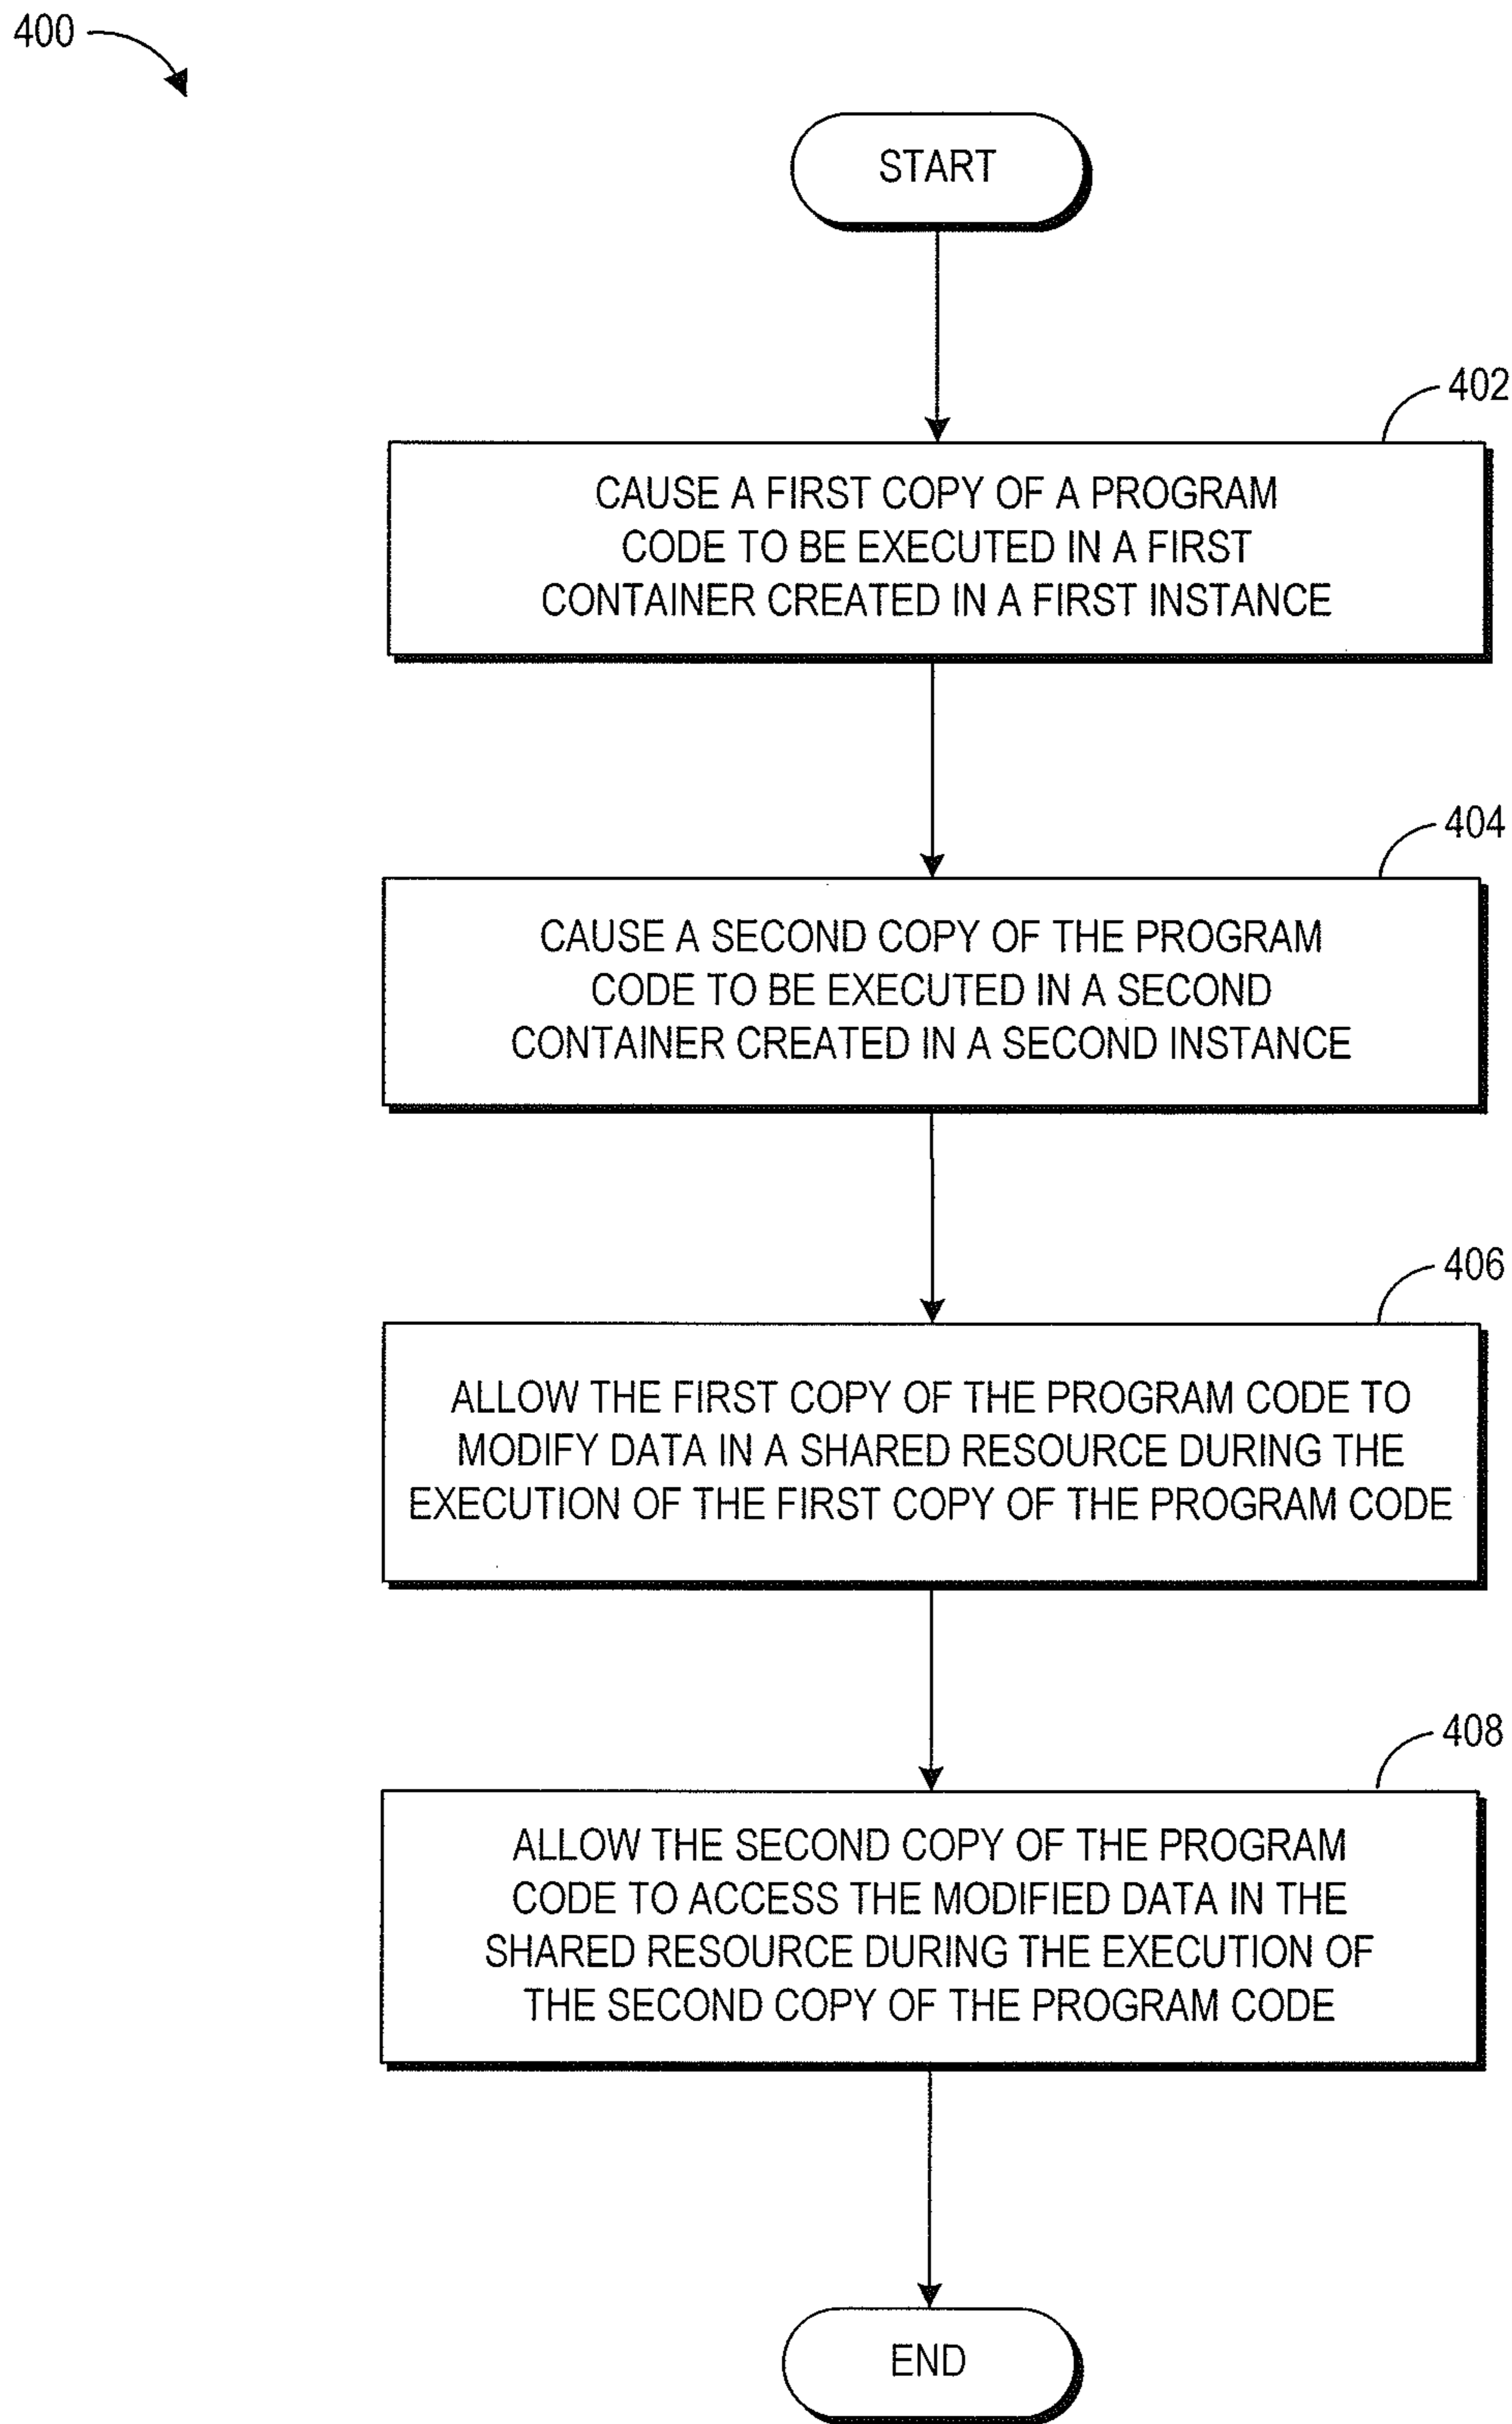 400
START
402
CAUSE A FIRST COPY OF A PROGRAM
CODE TO BE EXECUTED IN A FIRST
CONTAINER CREATED IN A FIRST INSTANCE
404
CAUSE A SECOND COPY OF THE PROGRAM
CODE TO BE EXECUTED IN A SECOND
CONTAINER CREATED IN A SECOND INSTANCE
406
ALLOW THE FIRST COPY OF THE PROGRAM CODE TO
MODIFY DATA IN A SHARED RESOURCE DURING THE
EXECUTION OF THE FIRST COPY OF THE PROGRAM CODE
408
ALLOW THE SECOND COPY OF THE PROGRAM
CODE TO ACCESS THE MODIFIED DATA IN THE
SHARED RESOURCE DURING THE EXECUTION OF
THE SECOND COPY OF THE PROGRAM CODE
END